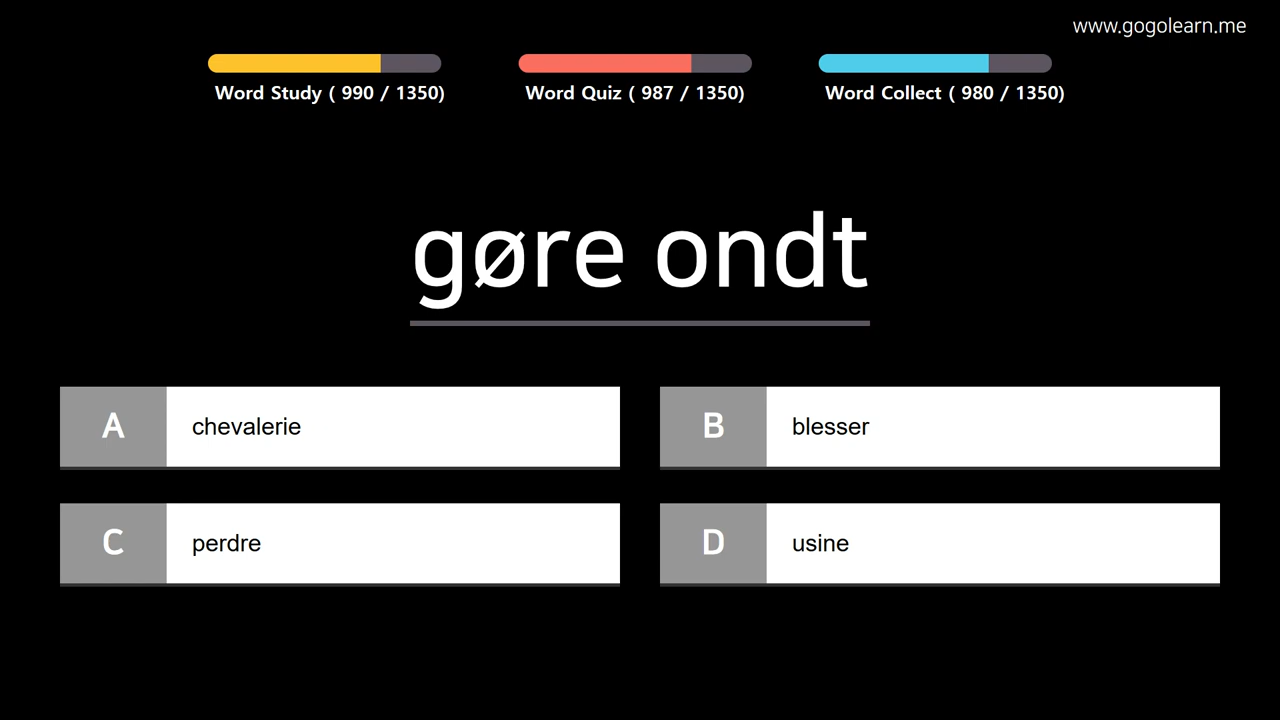 www.gogolearn.me
Word Study ( 990 / 1350)
Word Quiz ( 987 / 1350)
Word Collect ( 980 / 1350)
gøre ondt
A
chevalerie
B
blesser
C
perdre
D
usine